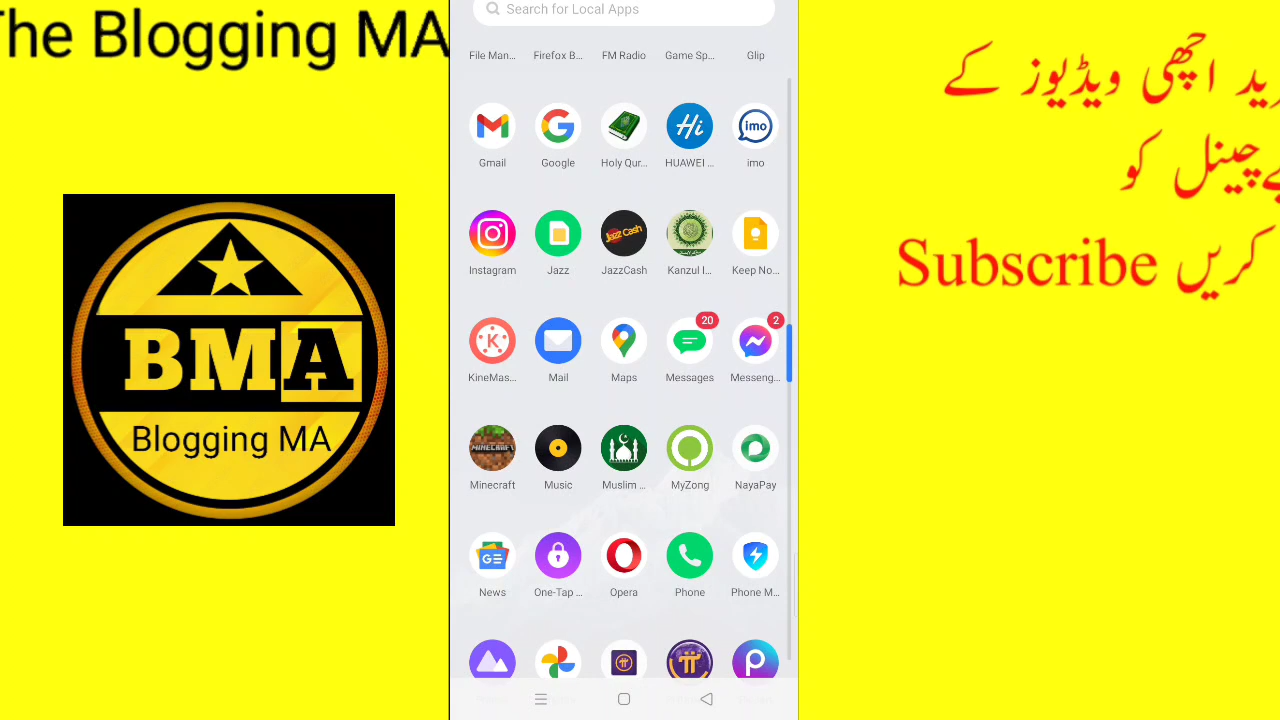 The Blogging MA
BMA
Blogging MA
Search for Local Apps
File Man...
Firefox B...
FM Radio
Game Sp...
Glip
Gmail
Google
Holy Qur...
HUAWEI ...
imo
Hi
imo
Instagram
Jazz
JazzCash
Kanzul I...
Keep No...
Jazz Cash
KineMas...
Mail
Maps
Messages
Messeng...
K
20
2
Minecraft
Music
Muslim ...
MyZong
NayaPay
MINECRAFT
News
One-Tap ...
Opera
Phone
Phone M...
GE
اچھی ویڈیوز کے
چینل کو
Subscribe کریں